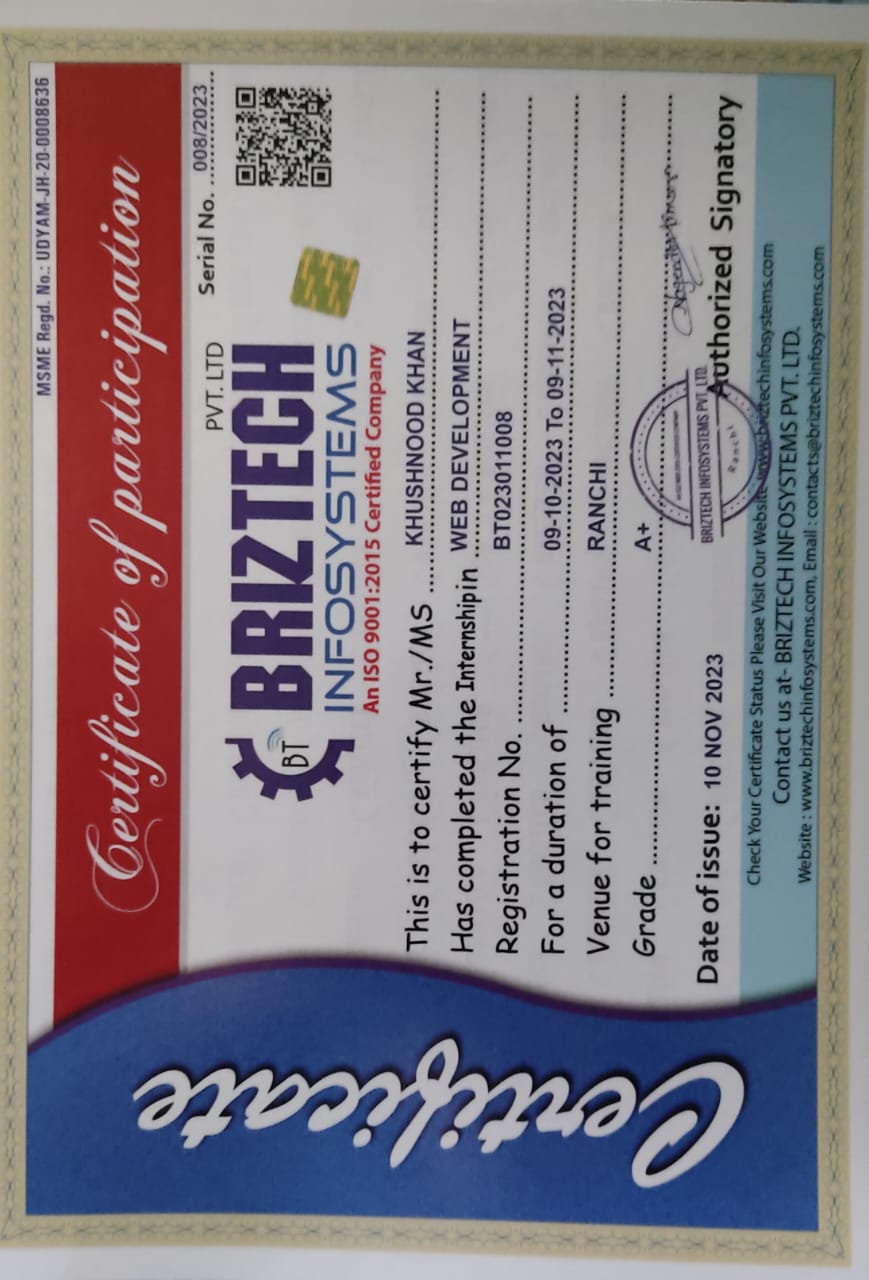 MSME Regd. No.: UDYAM-JH-20-0008636
Certificate of participation
Serial No. 008/2023
PVT. LTD
BT
BRIZTECH
INFOSYSTEMS
An ISO 9001:2015 Certified Company
This is to certify Mr./MS KHUSHNOOD KHAN
Has completed the Internship in WEB DEVELOPMENT
Registration No. BT023011008
For a duration of 09-10-2023 To 09-11-2023
Venue for training RANCHI
Grade A+
BRIZTECH INFOSYSTEMS PVT. LTD.
Ranchi
Date of issue: 10 NOV 2023
Authorized Signatory
Check Your Certificate Status Please Visit Our Website-www.briztechinfosystems.com
Contact us at- BRIZTECH INFOSYSTEMS PVT. LTD.
Website : www.briztechinfosystems.com, Email : contacts@briztechinfosystems.com
Certificate